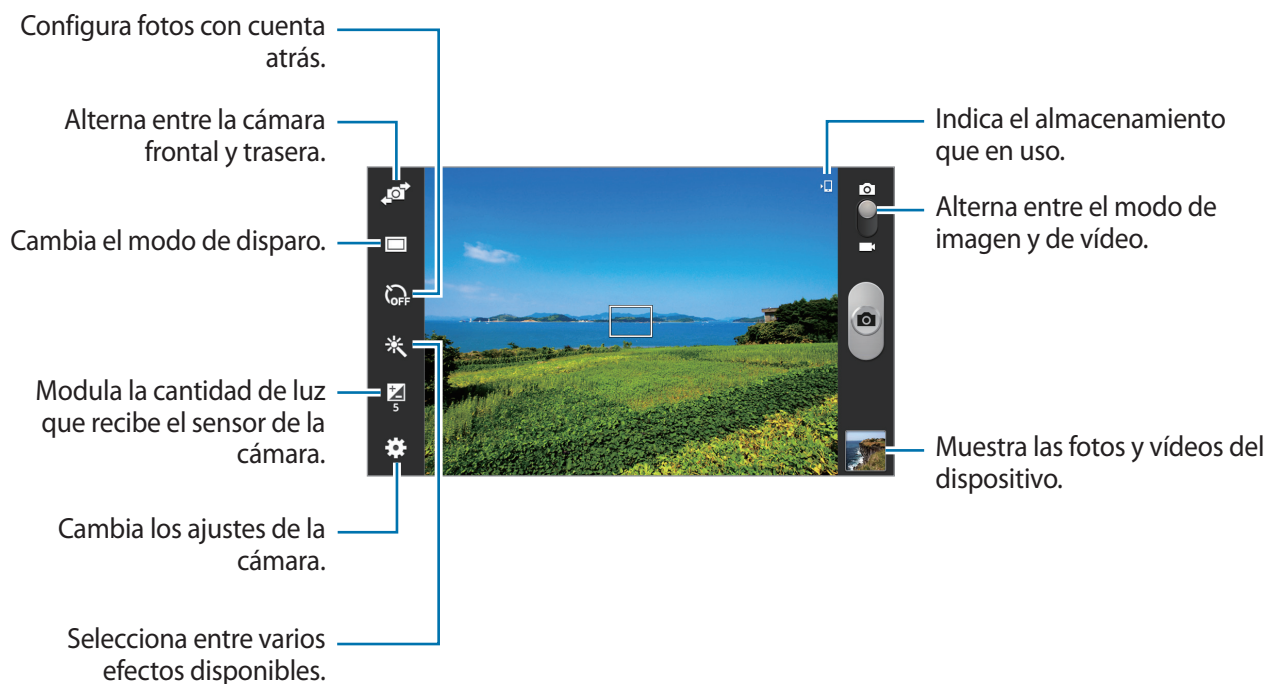 Configura fotos con cuenta
atrás.
Alterna entre la cámara
frontal y trasera.
Cambia el modo de disparo.
OFF
Modula la cantidad de luz
que recibe el sensor de la
cámara.
5
Cambia los ajustes de la
cámara.
Selecciona entre varios
efectos disponibles.
Indica el almacenamiento
que en uso.
Alterna entre el modo de
imagen y de vídeo.
Muestra las fotos y vídeos del
dispositivo.